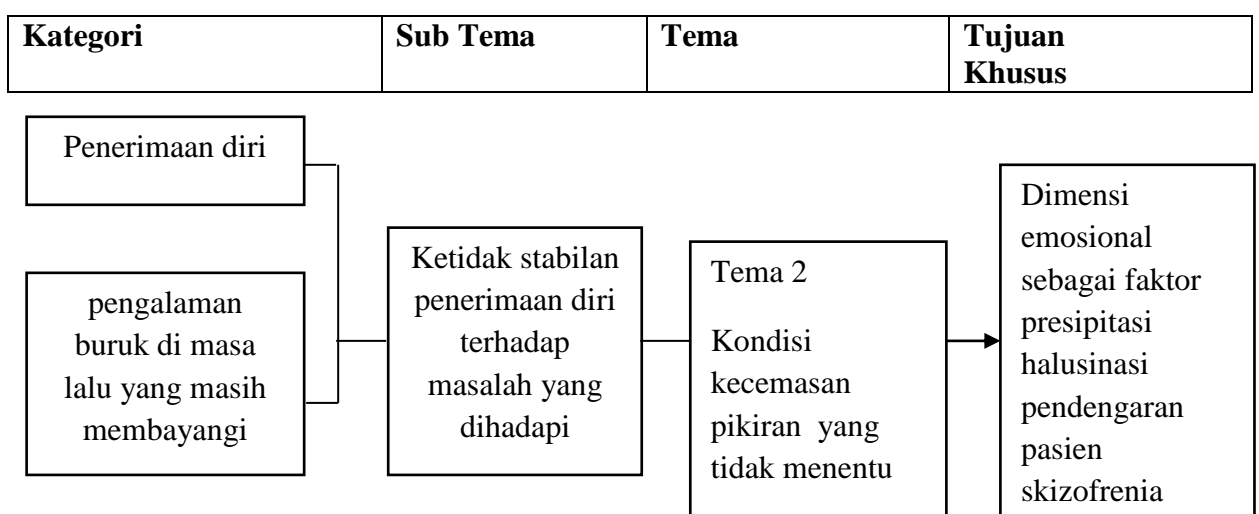 Kategori Sub Tema Tema Tujuan
Khusus
Penerimaan diri
pengalaman
buruk di masa
lalu yang masih
membayangi
Ketidak stabilan
penerimaan diri
terhadap
masalah yang
dihadapi
Tema 2
Kondisi
kecemasan
pikiran yang
tidak menentu
Dimensi
emosional
sebagai faktor
presipitasi
halusinasi
pendengaran
pasien
skizofrenia